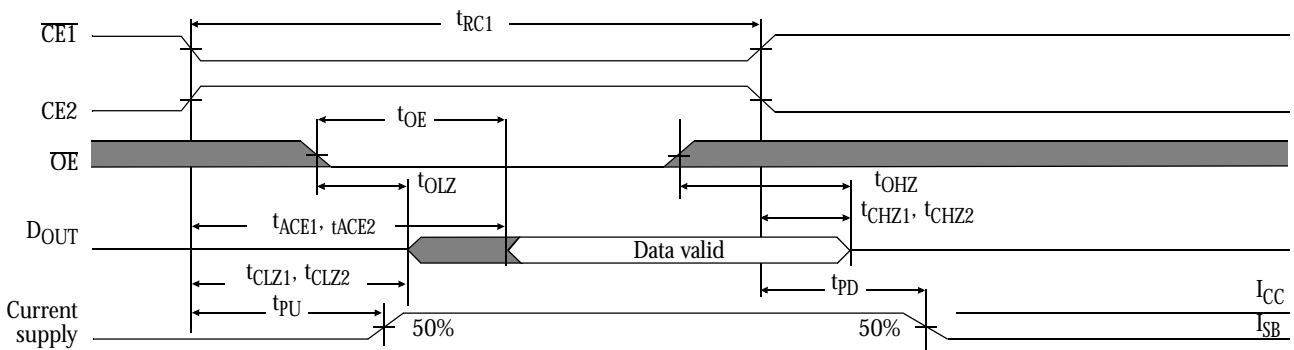 tRC1
CE1
CE2
tOE
OE
tOLZ
tOHZ
tACE1, tACE2
tCHZ1, tCHZ2
DOUT
Data valid
tCLZ1, tCLZ2
tPU
tPD
ICC
Current
supply
50%
50%
ISB